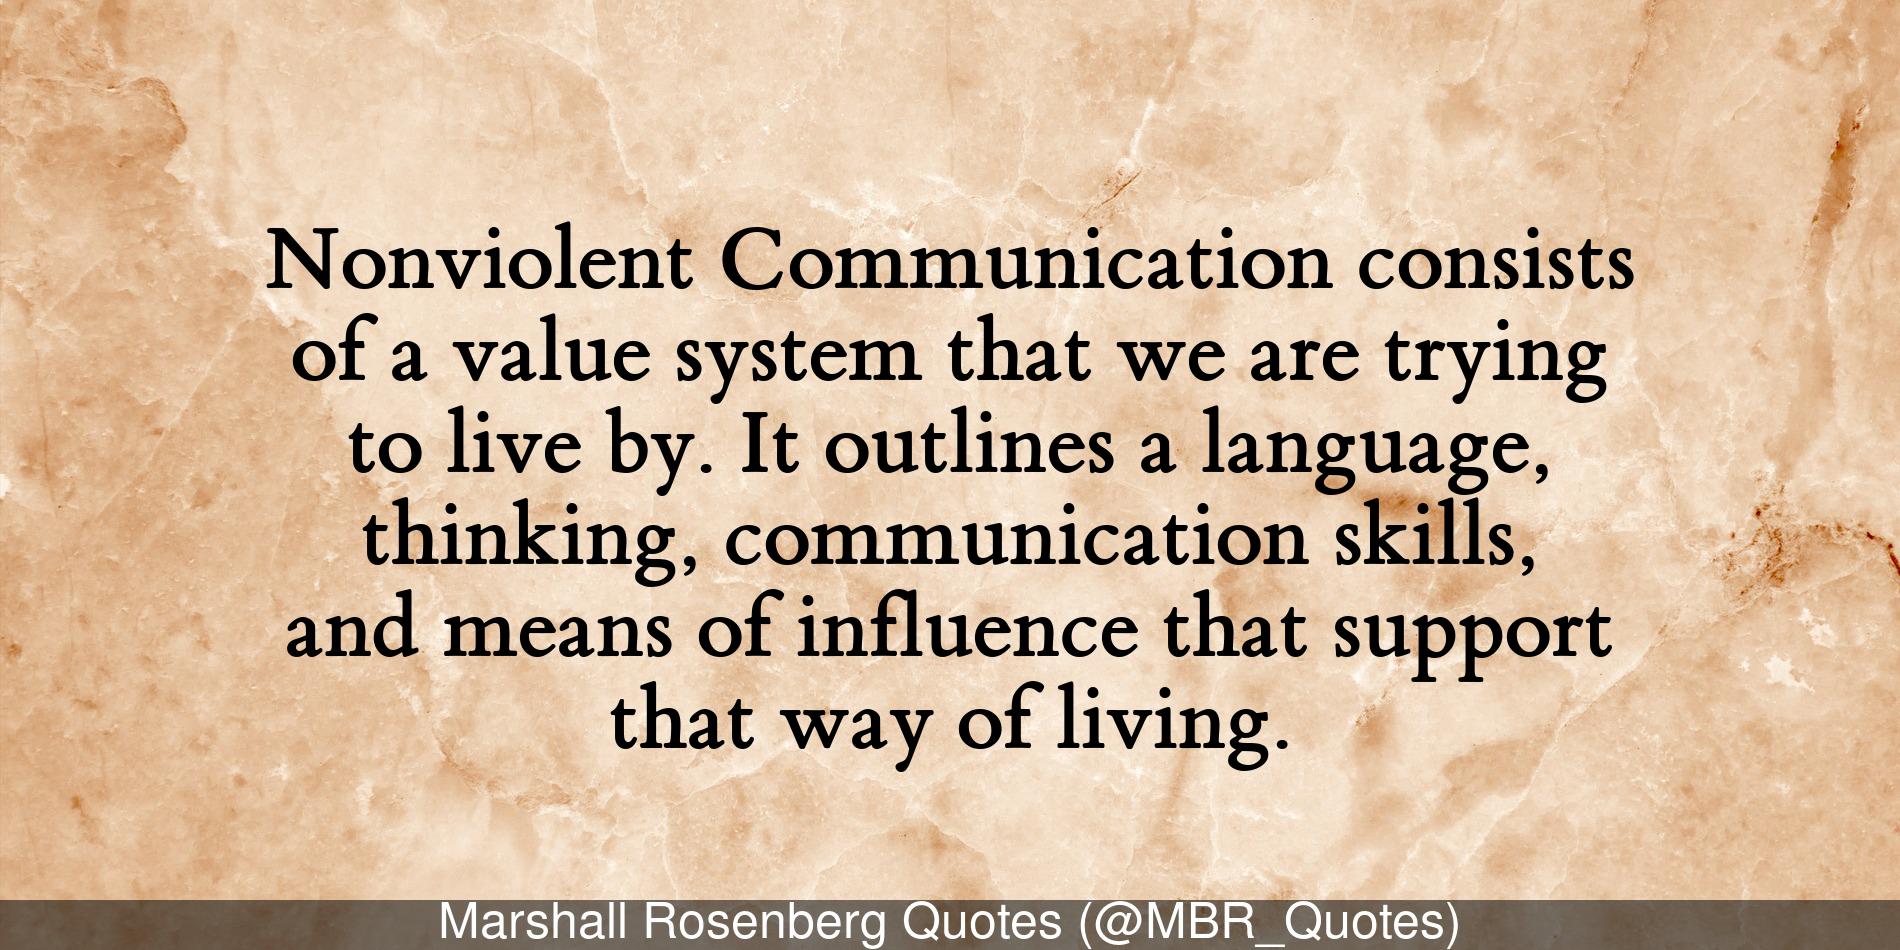 Nonviolent Communication consists
of a value system that we are trying
to live by. It outlines a language,
thinking, communication skills,
and means of influence that support
that way of living.
Marshall Rosenberg Quotes (@MBR_Quotes)